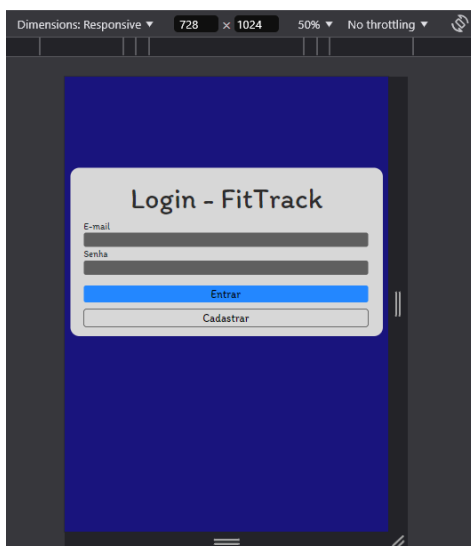 Dimensions: Responsive ▼ 728 × 1024 50% ▼ No throttling ▼
Login - FitTrack
E-mail
Senha
Entrar
Cadastrar